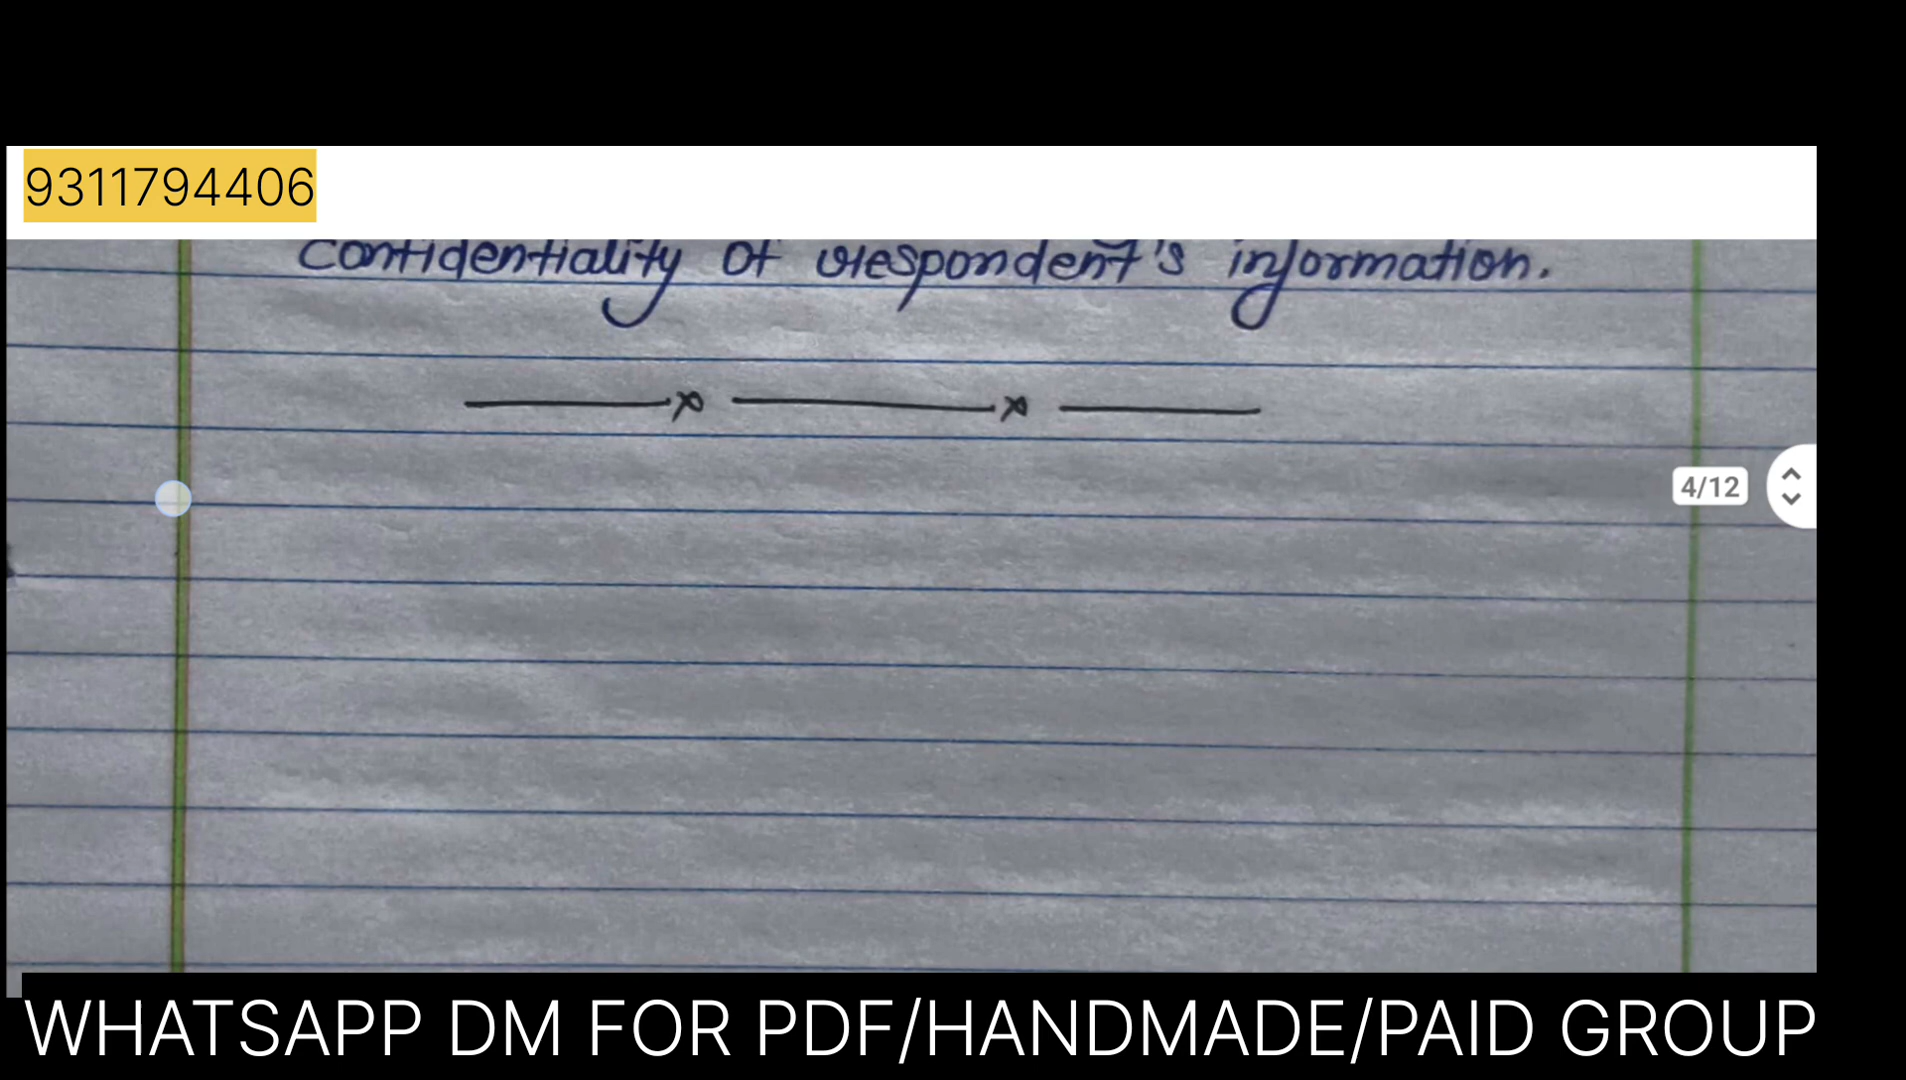 9311794406
Confidentiality of respondent's information.
x x
4/12
WHATSAPP DM FOR PDF/HANDMADE/PAID GROUP